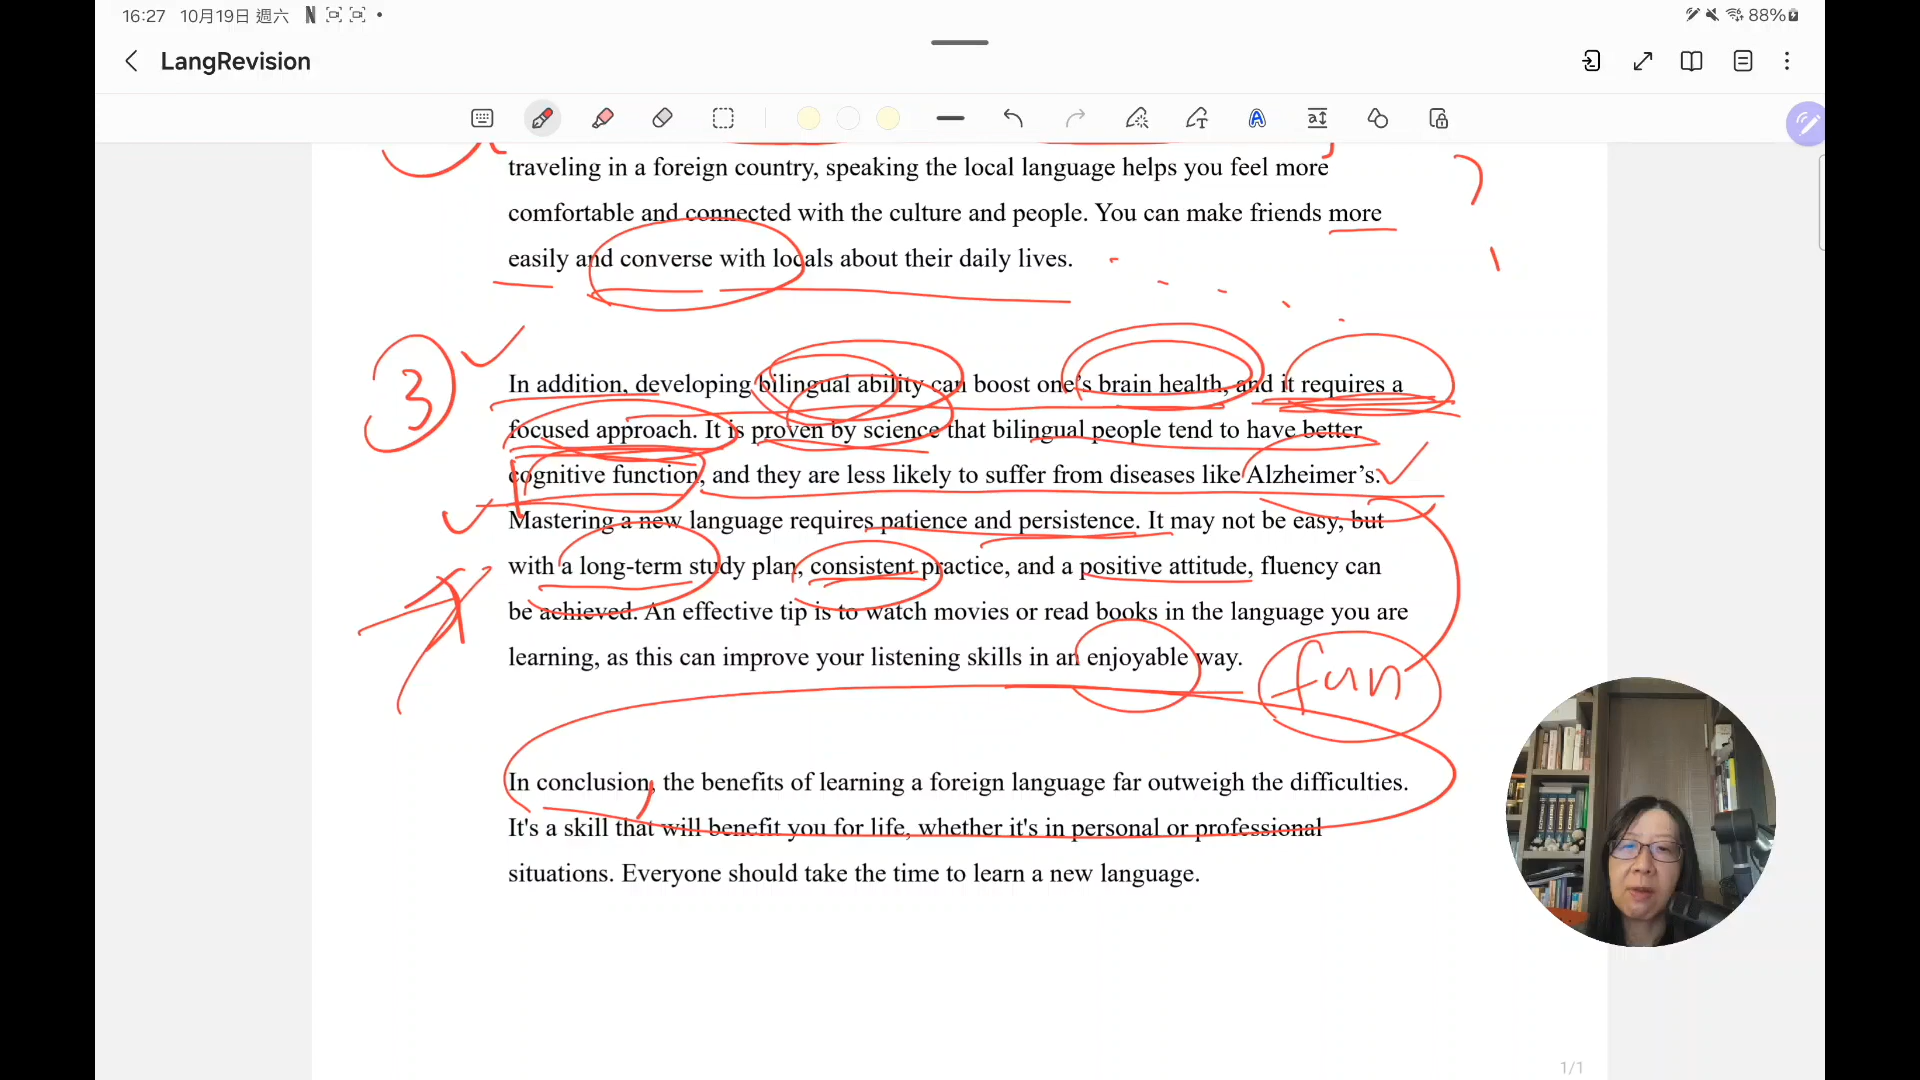 16:27 10月19日 週六
88%
LangRevision
traveling in a foreign country, speaking the local language helps you feel more
comfortable and connected with the culture and people. You can make friends more
easily and converse with locals about their daily lives.
3
In addition, developing bilingual ability can boost one’s brain health, and it requires a
focused approach. It is proven by science that bilingual people tend to have better
cognitive function, and they are less likely to suffer from diseases like Alzheimer’s.
Mastering a new language requires patience and persistence. It may not be easy, but
with a long-term study plan, consistent practice, and a positive attitude, fluency can
be achieved. An effective tip is to watch movies or read books in the language you are
learning, as this can improve your listening skills in an enjoyable way.
fun
In conclusion, the benefits of learning a foreign language far outweigh the difficulties.
It's a skill that will benefit you for life, whether it's in personal or professional
situations. Everyone should take the time to learn a new language.
1/1